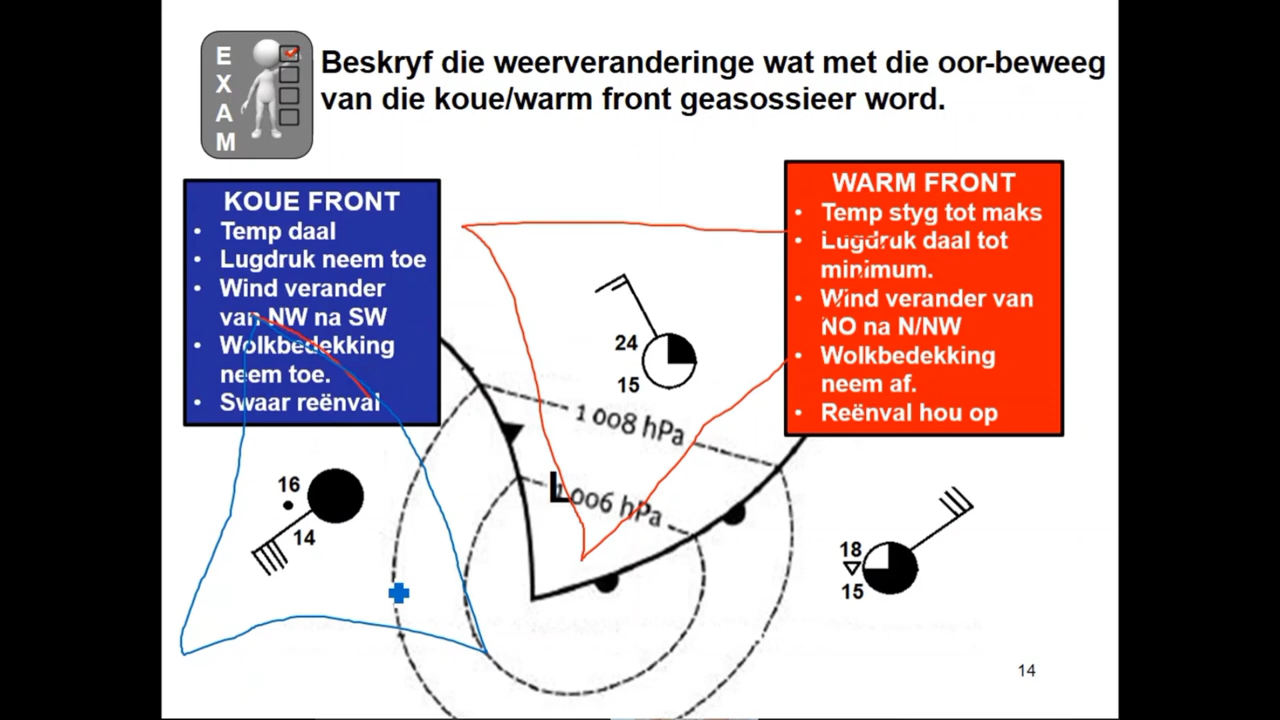 E
X
A
M
Beskryf die weerveranderinge wat met die oor-beweeg
van die koue/warm front geasossieer word.
KOUE FRONT
• Temp daal
• Lugdruk neem toe
• Wind verander
van NW na SW
• Wolkbedekking
neem toe.
• Swaar reënval
WARM FRONT
• Temp styg tot maks
• Lugdruk daal tot
minimum.
• Wind verander van
NO na N/NW
• Wolkbedekking
neem af.
• Reënval hou op
24
15
1 008 hPa
L
1 006 hPa
16
14
18
15
14